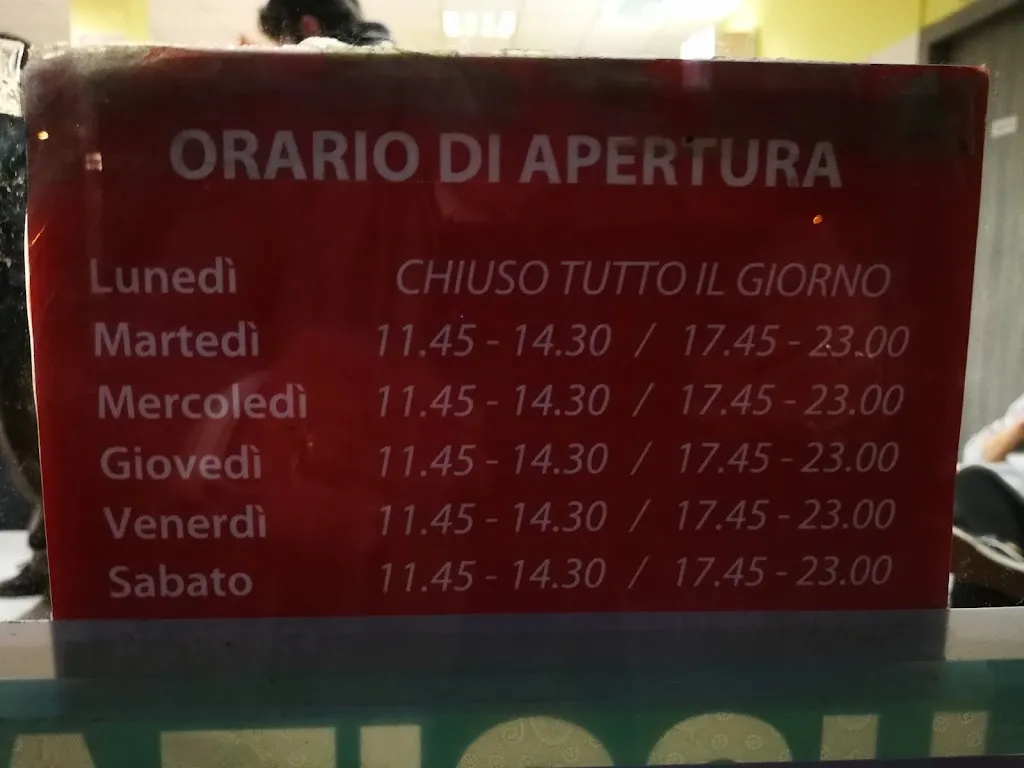 ORARIO DI APERTURA
Lunedì CHIUSO TUTTO IL GIORNO
Martedì 11.45 - 14.30 / 17.45 - 23.00
Mercoledì 11.45 - 14.30 / 17.45 - 23.00
Giovedì 11.45 - 14.30 / 17.45 - 23.00
Venerdì 11.45 - 14.30 / 17.45 - 23.00
Sabato 11.45 - 14.30 / 17.45 - 23.00